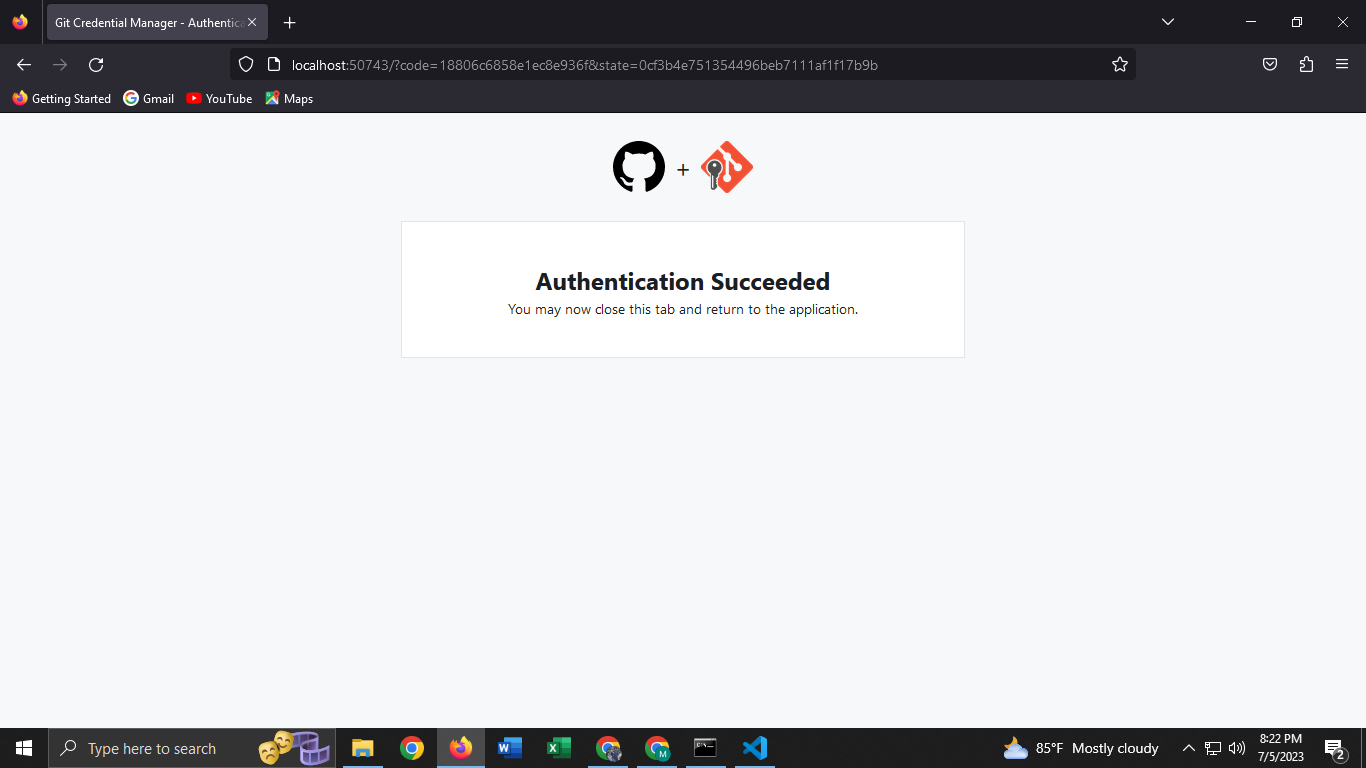 Git Credential Manager - Authentica
localhost:50743/?code=18806c6858e1ec8e936f&state=0cf3b4e751354496beb7111af1f17b9b
Getting Started Gmail YouTube Maps
+
Authentication Succeeded
You may now close this tab and return to the application.
Type here to search
85°F Mostly cloudy
8:22 PM
7/5/2023
2